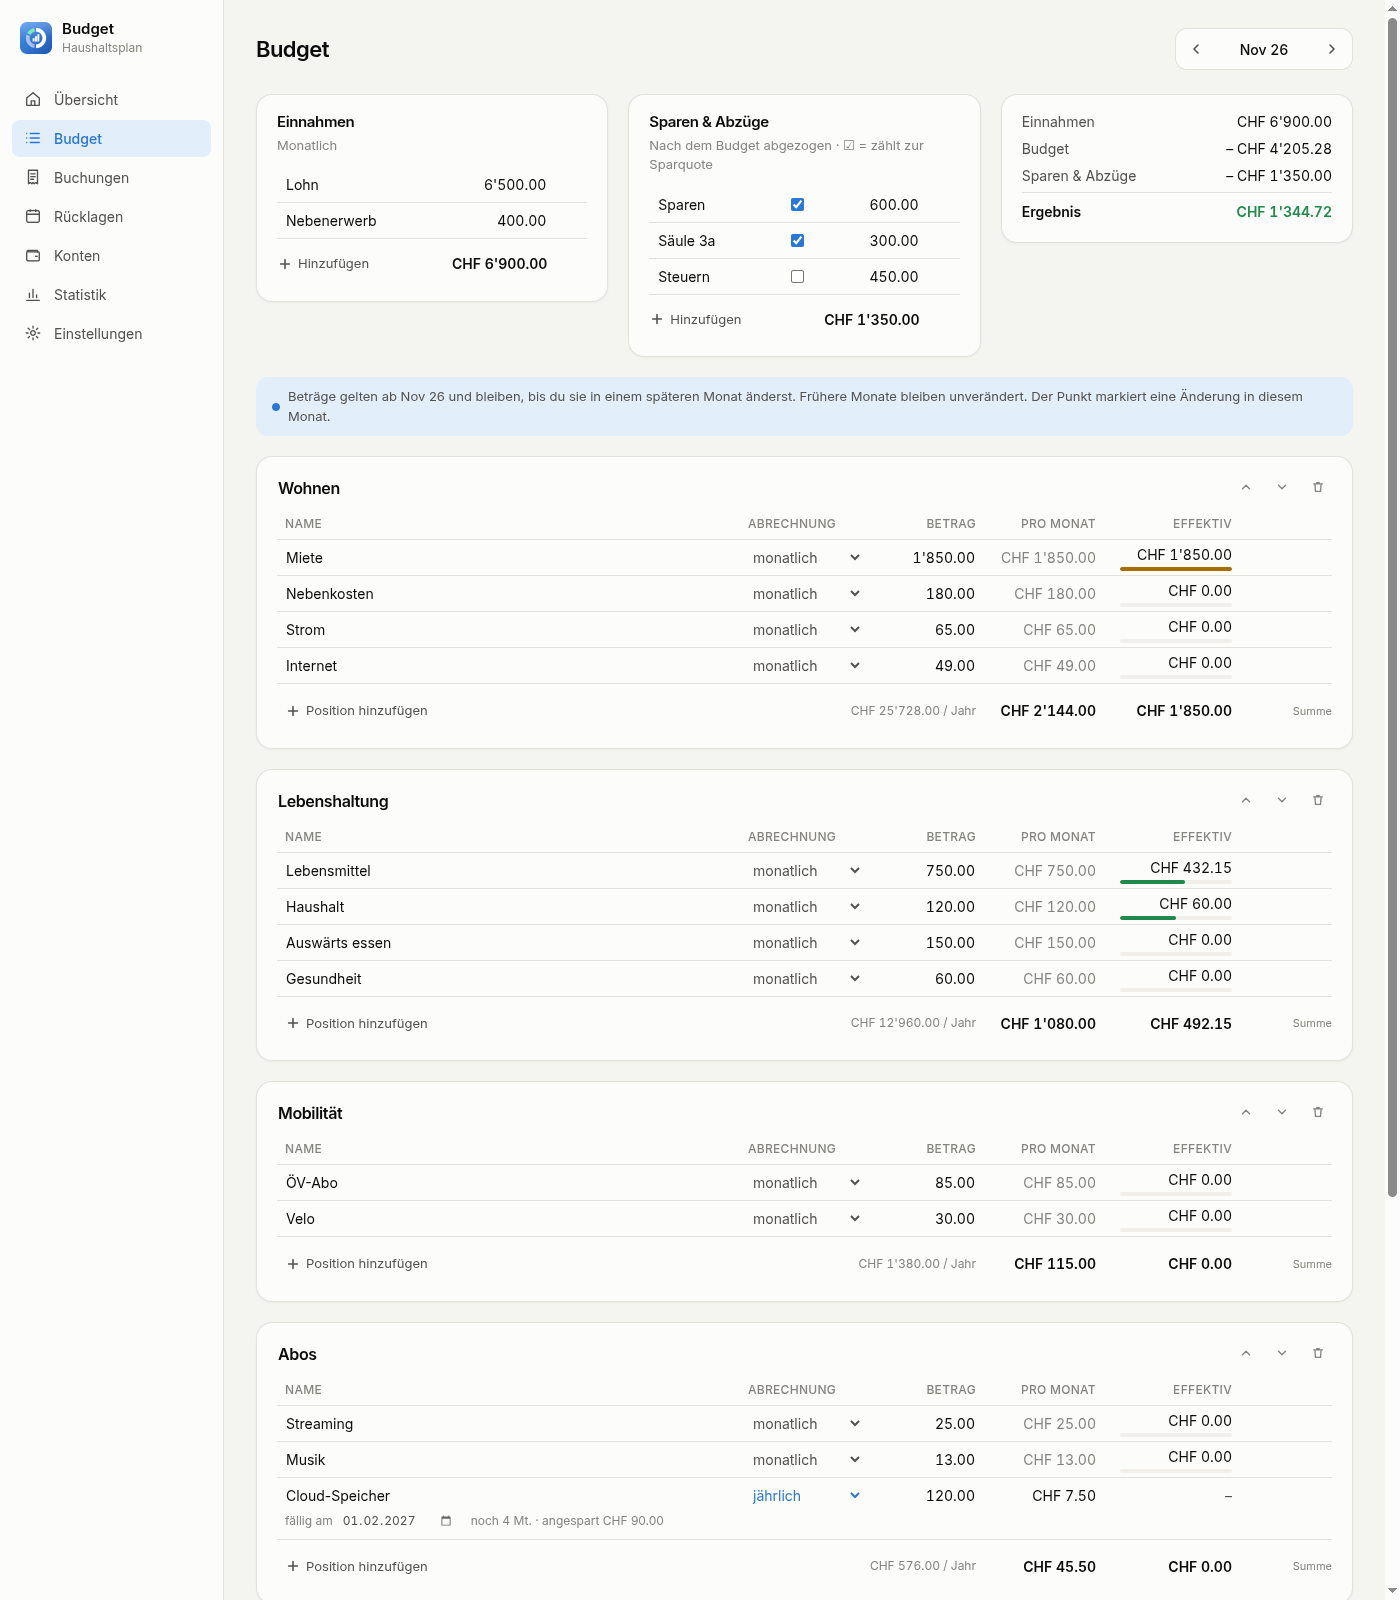 Budget
Haushaltsplan
Übersicht
Budget
Buchungen
Rücklagen
Konten
Statistik
Einstellungen
Budget
Nov 26
Einnahmen
Monatlich
Lohn 6'500.00
Nebenerwerb 400.00
Hinzufügen CHF 6'900.00
Sparen & Abzüge
Nach dem Budget abgezogen · ☑ = zählt zur
Sparquote
Sparen 600.00
Säule 3a 300.00
Steuern 450.00
Hinzufügen CHF 1'350.00
Einnahmen CHF 6'900.00
Budget – CHF 4'205.28
Sparen & Abzüge – CHF 1'350.00
Ergebnis CHF 1'344.72
Beträge gelten ab Nov 26 und bleiben, bis du sie in einem späteren Monat änderst. Frühere Monate bleiben unverändert. Der Punkt markiert eine Änderung in diesem
Monat.
Wohnen
NAME ABRECHNUNG BETRAG PRO MONAT EFFEKTIV
Miete monatlich 1'850.00 CHF 1'850.00 CHF 1'850.00
Nebenkosten monatlich 180.00 CHF 180.00 CHF 0.00
Strom monatlich 65.00 CHF 65.00 CHF 0.00
Internet monatlich 49.00 CHF 49.00 CHF 0.00
Position hinzufügen CHF 25'728.00 / Jahr CHF 2'144.00 CHF 1'850.00 Summe
Lebenshaltung
NAME ABRECHNUNG BETRAG PRO MONAT EFFEKTIV
Lebensmittel monatlich 750.00 CHF 750.00 CHF 432.15
Haushalt monatlich 120.00 CHF 120.00 CHF 60.00
Auswärts essen monatlich 150.00 CHF 150.00 CHF 0.00
Gesundheit monatlich 60.00 CHF 60.00 CHF 0.00
Position hinzufügen CHF 12'960.00 / Jahr CHF 1'080.00 CHF 492.15 Summe
Mobilität
NAME ABRECHNUNG BETRAG PRO MONAT EFFEKTIV
ÖV-Abo monatlich 85.00 CHF 85.00 CHF 0.00
Velo monatlich 30.00 CHF 30.00 CHF 0.00
Position hinzufügen CHF 1'380.00 / Jahr CHF 115.00 CHF 0.00 Summe
Abos
NAME ABRECHNUNG BETRAG PRO MONAT EFFEKTIV
Streaming monatlich 25.00 CHF 25.00 CHF 0.00
Musik monatlich 13.00 CHF 13.00 CHF 0.00
Cloud-Speicher jährlich 120.00 CHF 7.50 –
fällig am 01.02.2027 noch 4 Mt. · angespart CHF 90.00
Position hinzufügen CHF 576.00 / Jahr CHF 45.50 CHF 0.00 Summe